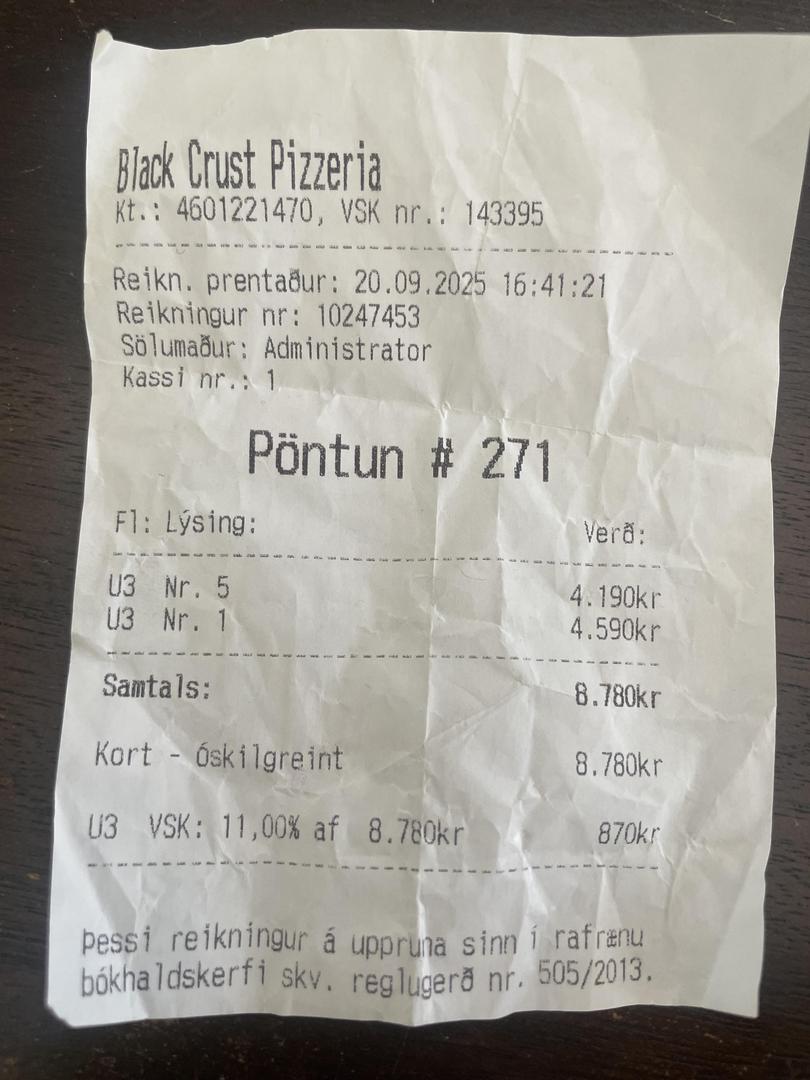 Black Crust Pizzeria
Kt.: 4601221470, VSK nr.: 143395
Reikn. prentaður: 20.09.2025 16:41:21
Reikningur nr: 10247453
Sölumaður: Administrator
Kassi nr.: 1
Pöntun # 271
Fl: Lýsing: Verð:
U3 Nr. 5 4.190kr
U3 Nr. 1 4.590kr
Samtals: 8.780kr
Kort - óskilgreint 8.780kr
U3 VSK: 11,00% af 8.780kr 870kr
Þessi reikningur á uppruna sinn í rafrænu
bókhaldskerfi skv. reglugerð nr. 505/2013.